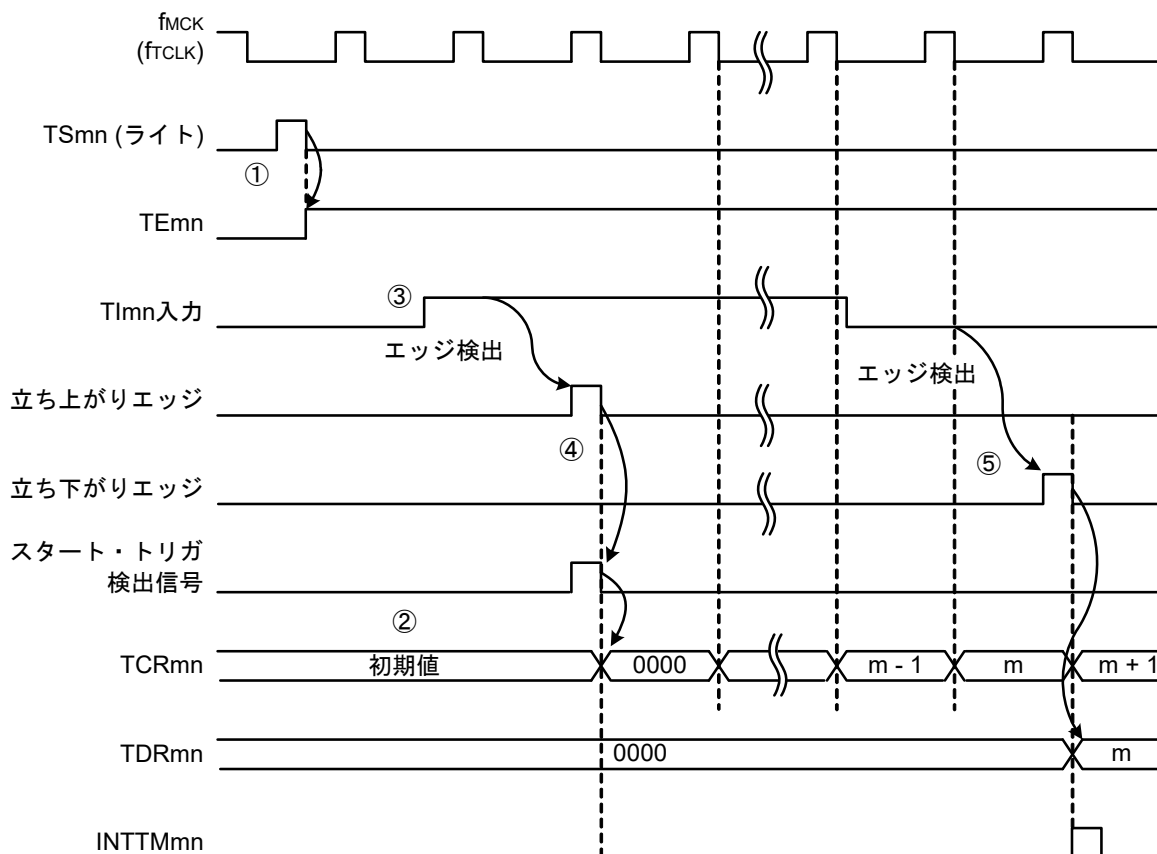 fMCK
(fTCLK)
TSmn (ライト)
①
TEmn
③
TImn入力
エッジ検出
エッジ検出
立ち上がりエッジ
④
⑤
立ち下がりエッジ
スタート・トリガ
検出信号
②
TCRmn
初期値
0000
m - 1
m
m + 1
TDRmn
0000
m
INTTMmn